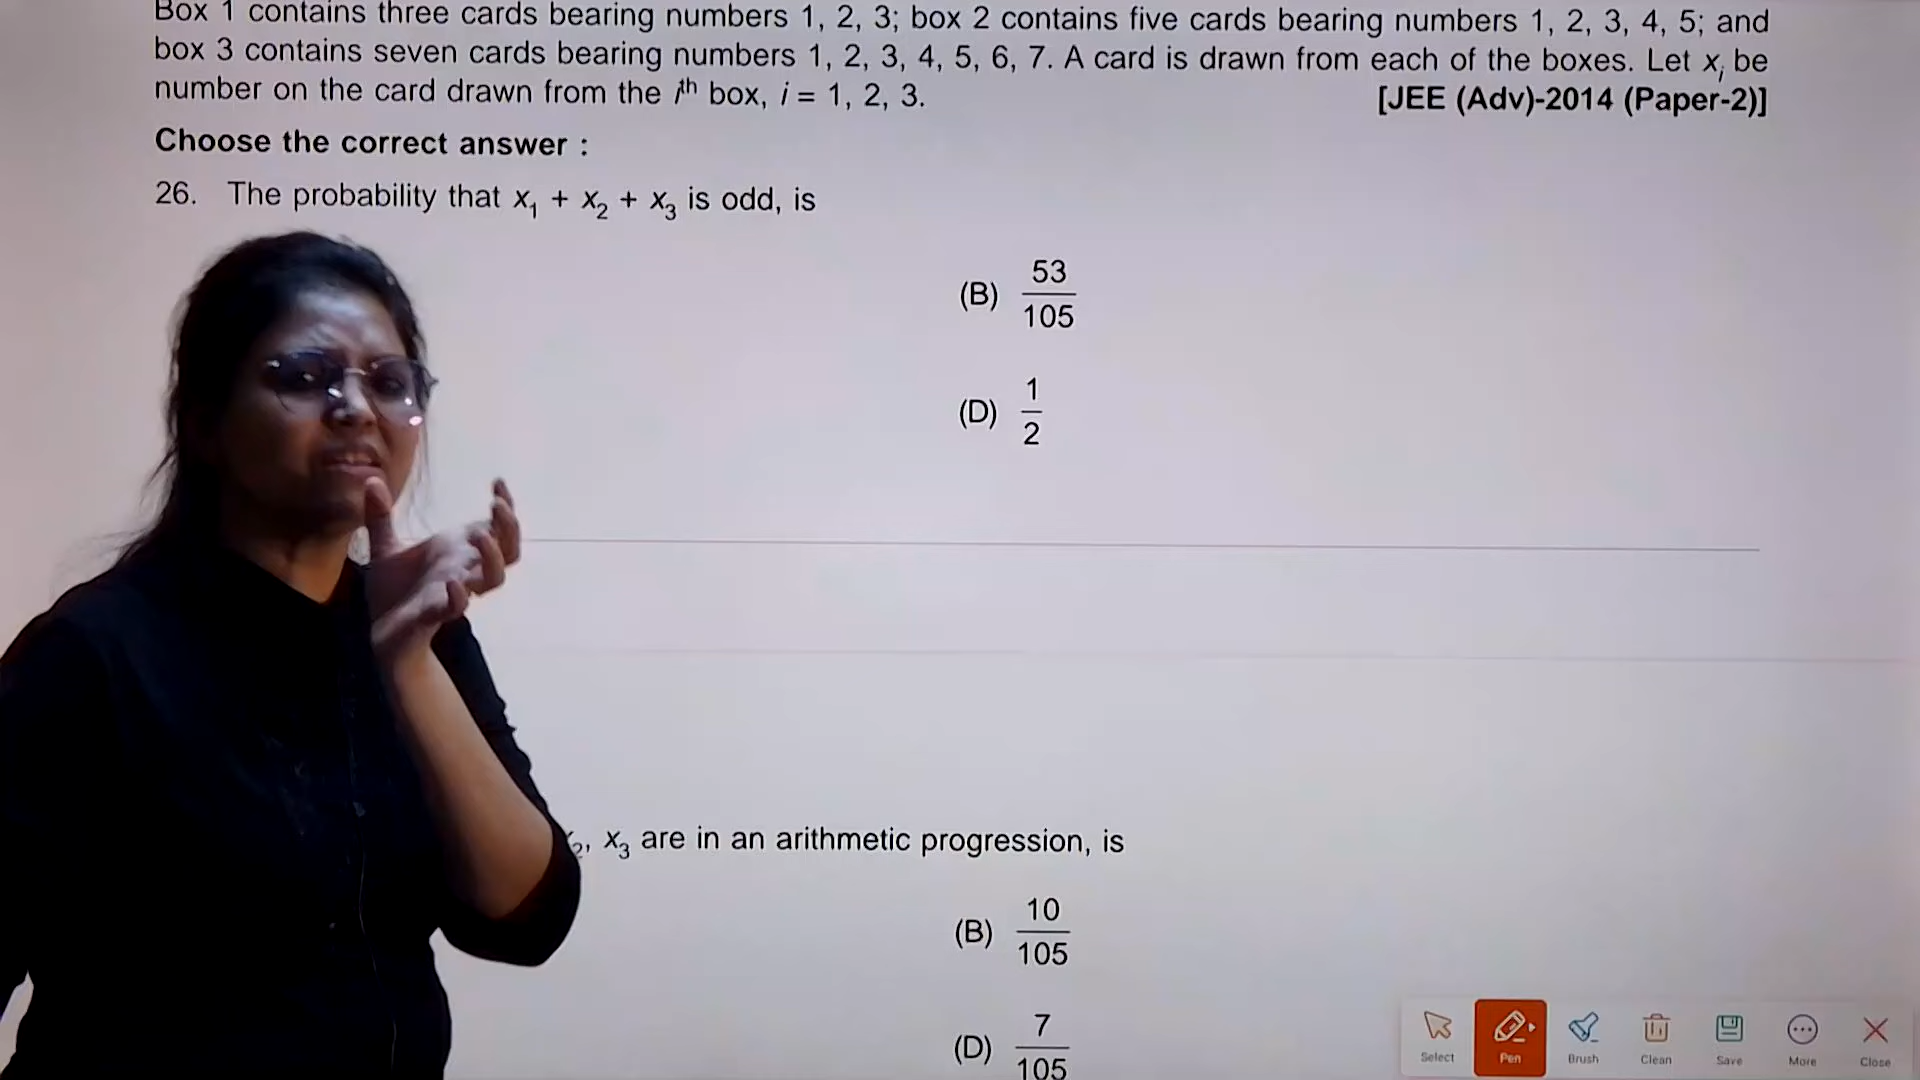 Box 1 contains three cards bearing numbers 1, 2, 3; box 2 contains five cards bearing numbers 1, 2, 3, 4, 5; and
box 3 contains seven cards bearing numbers 1, 2, 3, 4, 5, 6, 7. A card is drawn from each of the boxes. Let xᵢ be
number on the card drawn from the iᵗʰ box, i = 1, 2, 3.
[JEE (Adv)-2014 (Paper-2)]
Choose the correct answer :
26. The probability that x₁ + x₂ + x₃ is odd, is
(B) 53/105
(D) 1/2
₂, x₃ are in an arithmetic progression, is
(B) 10/105
(D) 7/105
Select Pen Brush Clean Save More Close